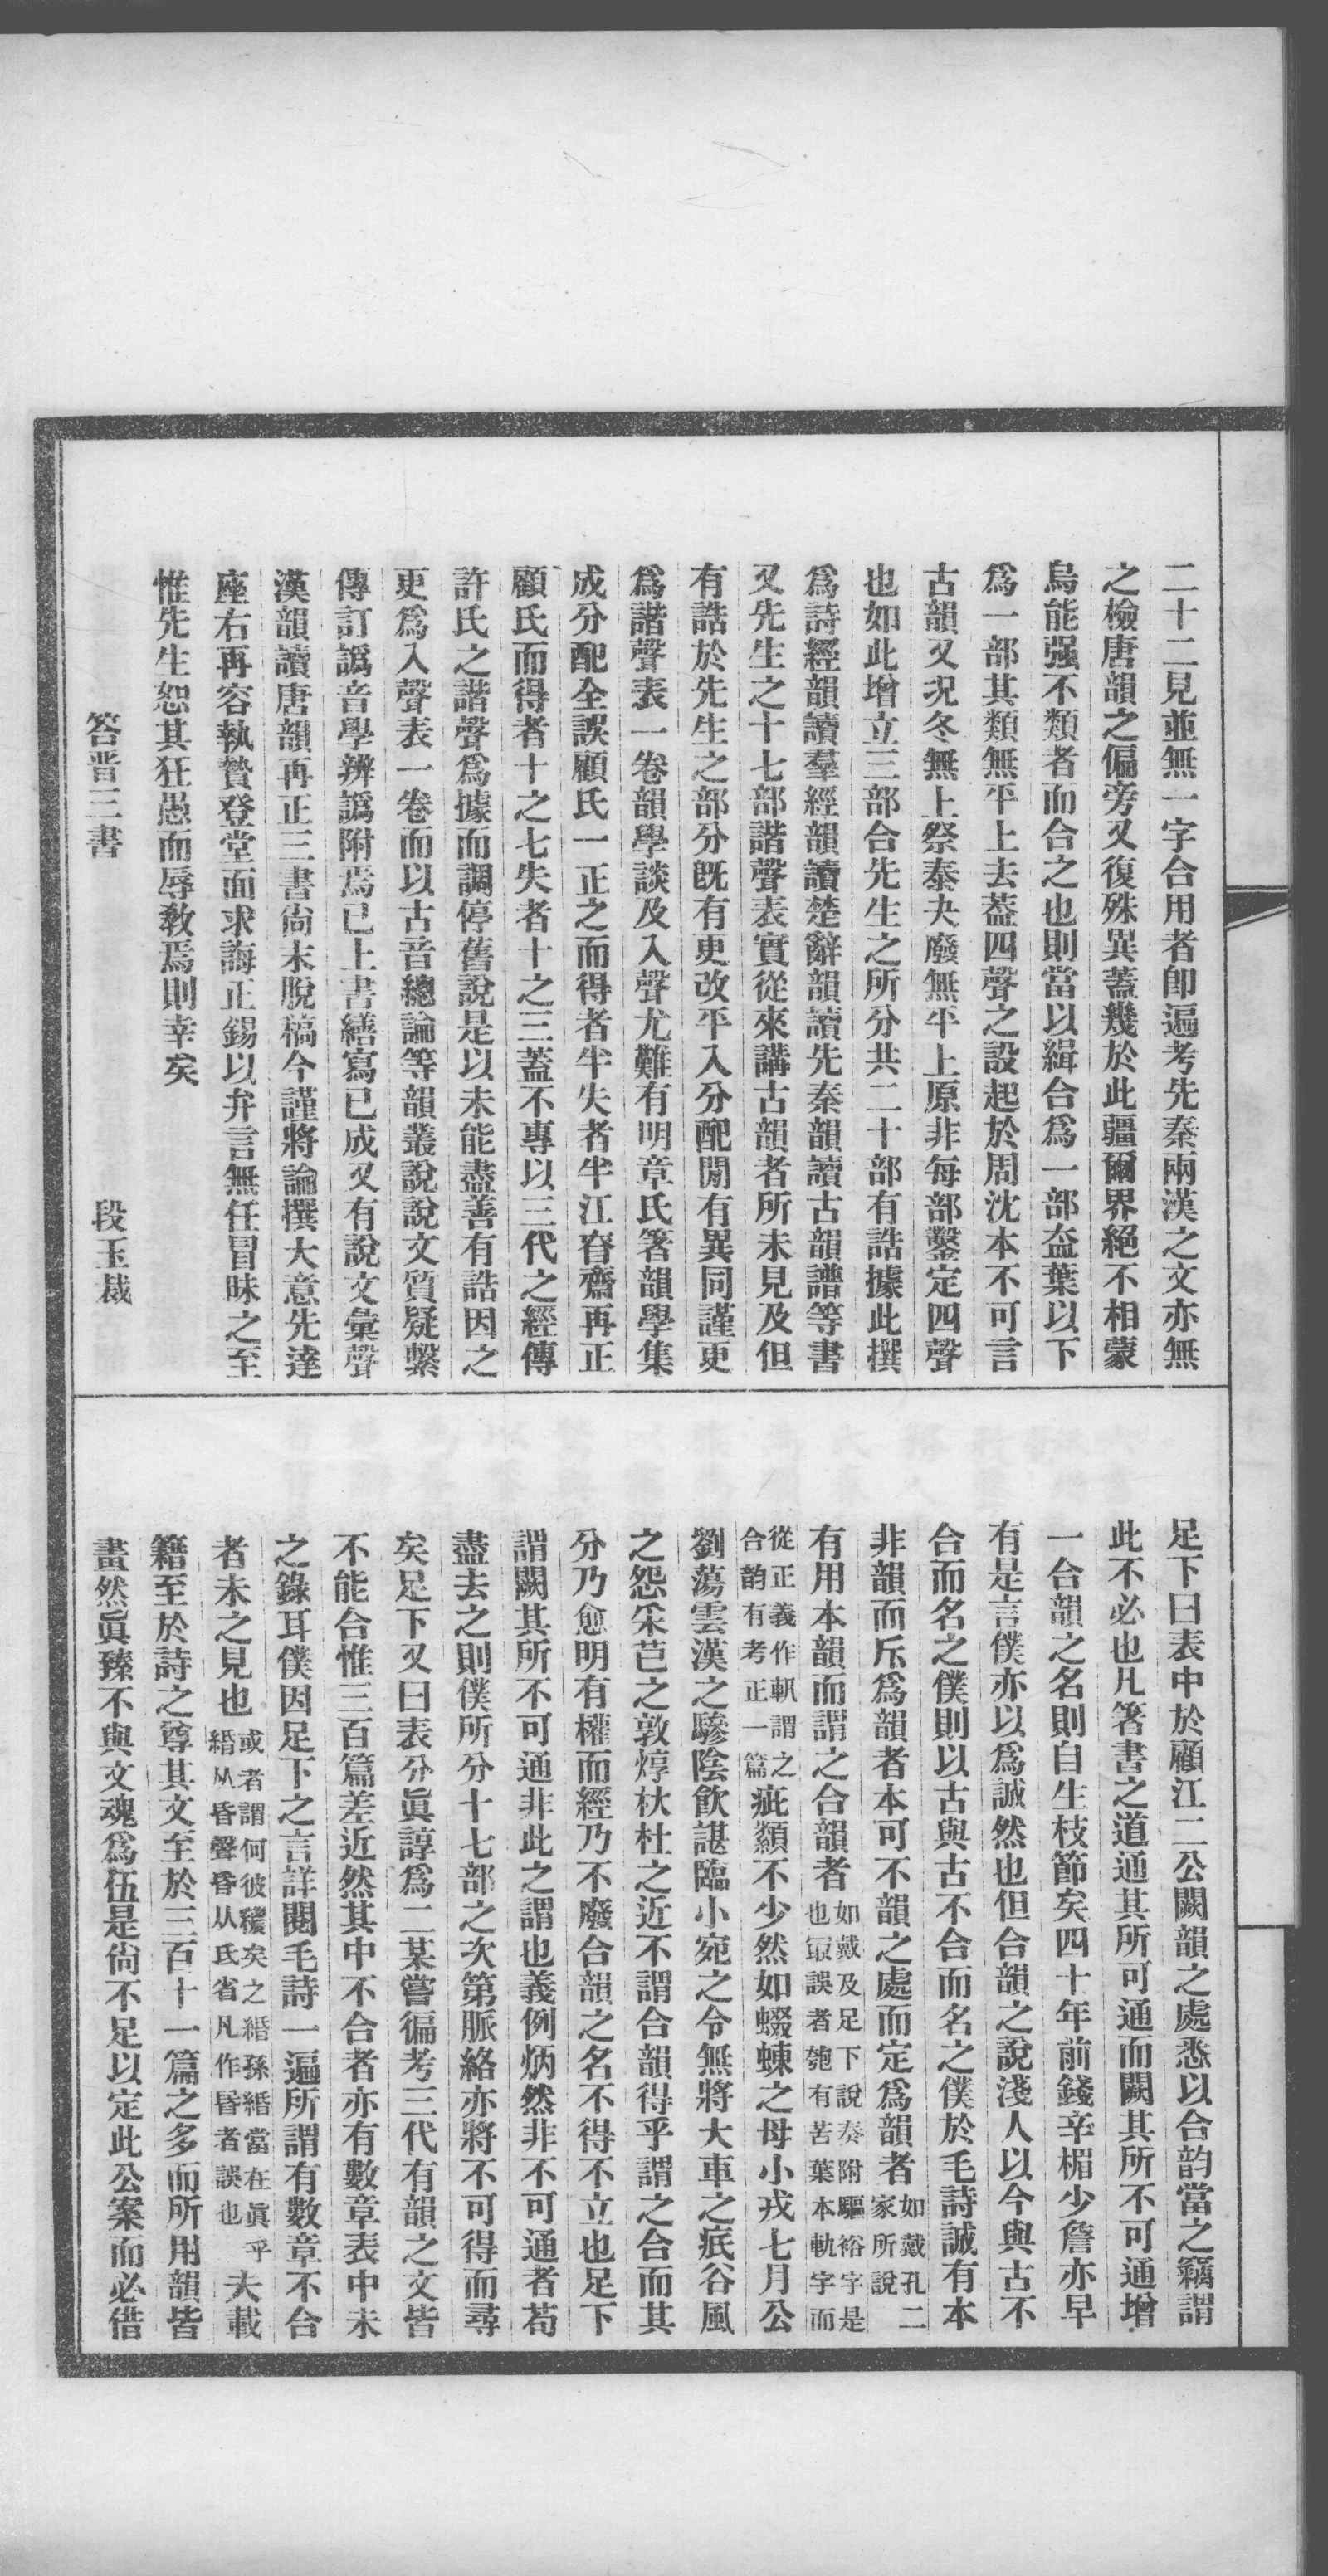 二十二見並無一字合用者卽遍考先秦兩漢之文亦無
之檢唐韻之偏旁又復殊異蓋幾於此疆爾界絕不相蒙
烏能强不類者而合之也則當以緝合爲一部盍葉以下
爲一部其類無平上去葢四聲之設起於周沈本不可言
古韻又況冬無上祭泰夬廢無平上原非每部鑿定四聲
也如此增立三部合先生之所分共二十部有誥據此撰
爲詩經韻讀羣經韻讀楚辭韻讀先秦韻讀古韻譜等書
又先生之十七部諧聲表實從來講古韻者所未見及但
有誥於先生之部分旣有更改平入分配閒有異同謹更
爲諧聲表一卷韻學談及入聲尤難有明章氏箸韻學集
成分配全誤顧氏一正之而得者半失者半江眘齋再正
顧氏而得者十之七失者十之三蓋不專以三代之經傳
許氏之諧聲爲據而調停舊說是以未能盡善有誥因之
更爲入聲表一卷而以古音總論等韻叢說說文質疑繫
傳訂譌音學辨譌附焉已上書繕寫已成又有說文彙聲
漢韻讀唐韻再正三書尙未脫稿今謹將論撰大意先達
座右再容執贄登堂面求誨正錫以弁言無任冒昧之至
惟先生恕其狂愚而辱敎焉則幸矣
答晋三書　段玉裁
足下曰表中於顧江二公闕韻之處悉以合韵當之竊謂
此不必也凡箸書之道通其所可通而闕其所不可通增
一合韻之名則自生枝節矣四十年前錢辛楣少詹亦早
有是言僕亦以爲誠然也但合韻之說淺人以今與古不
合而名之僕則以古與古不合而名之僕於毛詩誠有本
非韻而斥爲韻者本可不韻之處而定爲韻者如戴孔二家所說
有用本韻而謂之合韻者如戴及足下說奏附驅裕字是也㝡誤者匏有苦葉本軌字而
從正義作軓謂之合韵有考正一篇疵纇不少然如蝃蝀之母小戎七月公
劉蕩雲漢之驂陰飮諶臨小宛之令無將大車之疷谷風
之怨采芑之敦焞杕杜之近不謂合韻得乎謂之合而其
分乃愈明有權而經乃不廢合韻之名不得不立也足下
謂闕其所不可通非此之謂也義例炳然非不可通者苟
盡去之則僕所分十七部之次第脈絡亦將不可得而尋
矣足下又曰表分眞諄爲二某嘗徧考三代有韻之文皆
不能合惟三百篇差近然其中不合者亦有數章表中未
之錄耳僕因足下之言詳閱毛詩一遍所謂有數章不合
者未之見也或者謂何彼穠矣之緡孫緡當在眞乎緡从昏聲昏从氏省凡作昬者誤也夫載
籍至於詩之尊其文至於三百十一篇之多而所用韻皆
畫然眞臻不與文魂爲伍是尙不足以定此公案而必借